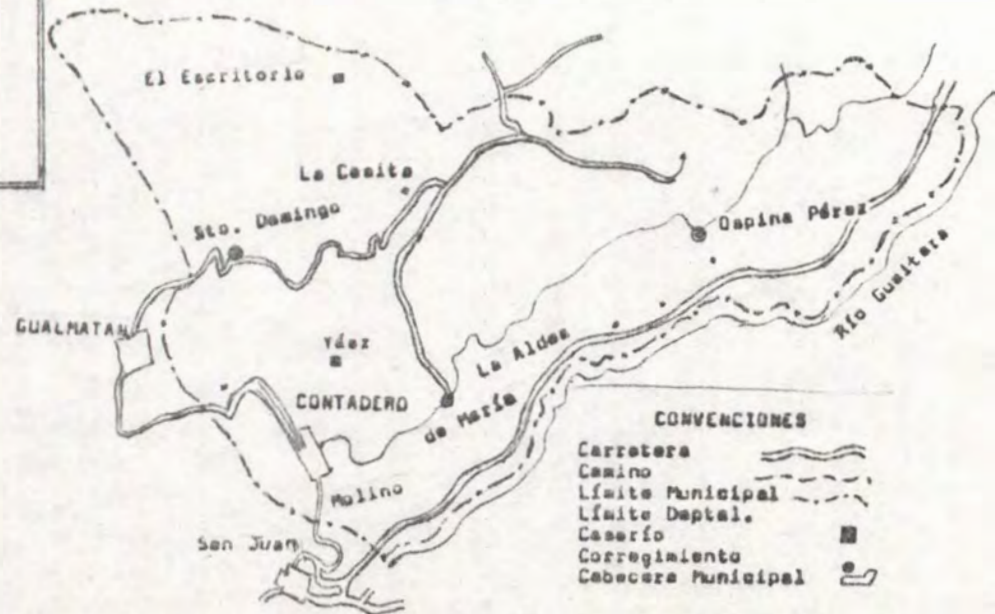 El Escritorio
La Casita
Sto. Domingo
Ospina Pérez
Río Guaitara
GUALMATAN
Yáez
La Aldea
de María
CONTADERO
Molino
San Juan
CONVENCIONES
Carretera
Camino
Límite Municipal
Límite Deptal.
Caserío
Corregimiento
Cabecera Municipal